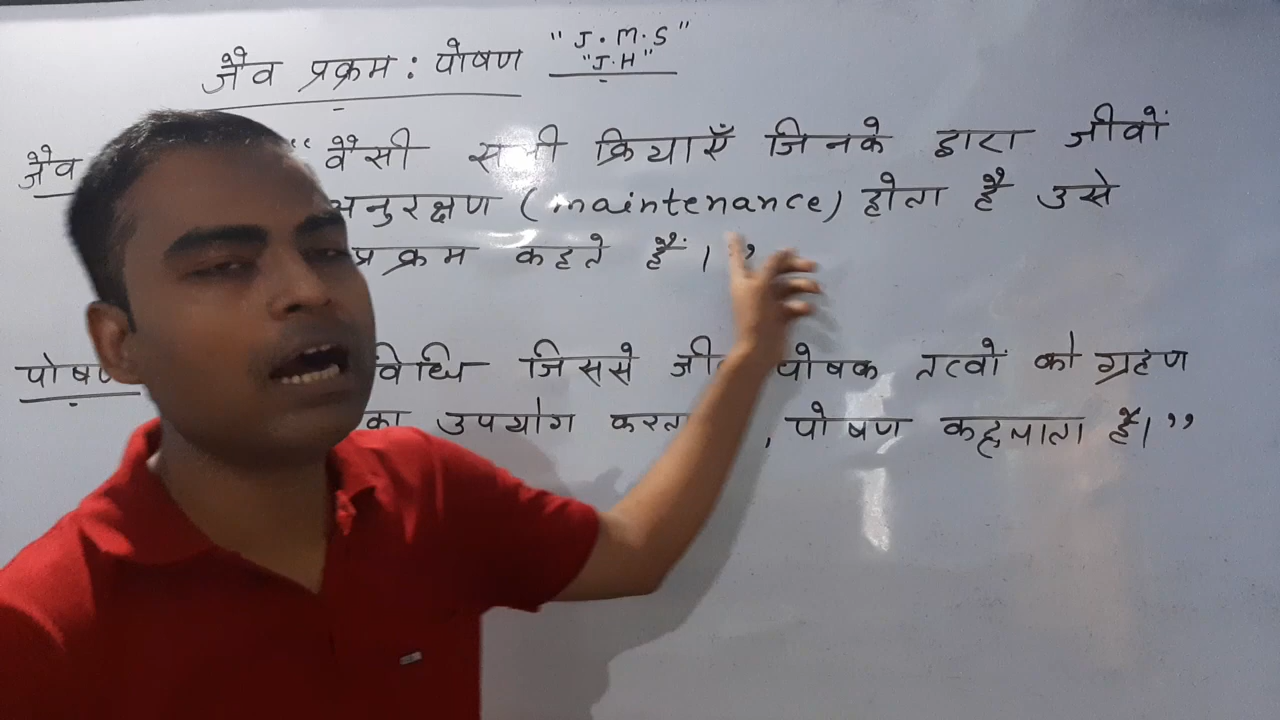 जैव प्रक्रम : पोषण "J.M.S"
"J.H"
जैव "वैसी सभी क्रियाएँ जिनके द्वारा जीवों
अनुरक्षण (maintenance) होता है उसे
प्रक्रम कहते हैं।"
पोषण विधि जिससे जीव पोषक तत्वों को ग्रहण
का उपयोग करता , पोषण कहलाता हैं।"